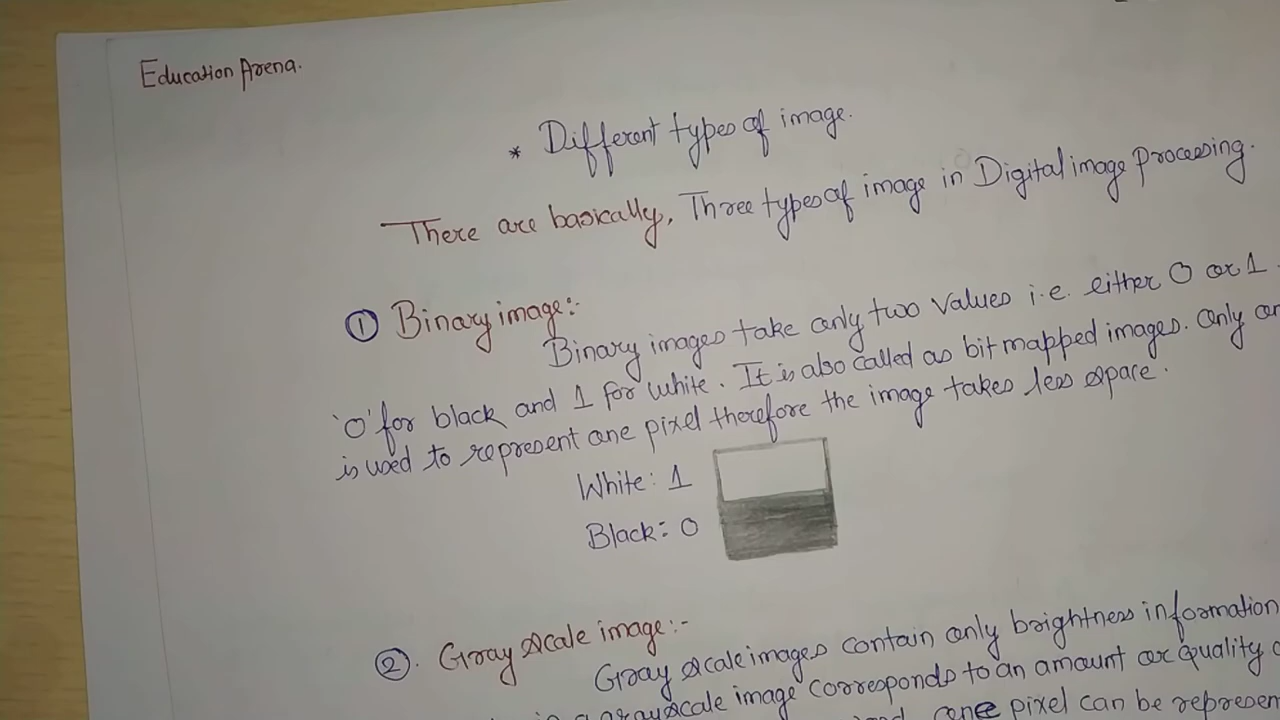 Education Arena.
* Different types of image.
There are basically, Three types of image in Digital image processing.
① Binary image:-
Binary images take only two values i.e. either 0 or 1.
'0' for black and 1 for white. It is also called as bit mapped images. Only
is used to represent one pixel therefore the image takes less space.
White: 1
Black: 0
②. Gray scale image:-
Gray scale images contain only brightness information
a grayscale image corresponds to an amount or quality
one pixel can be